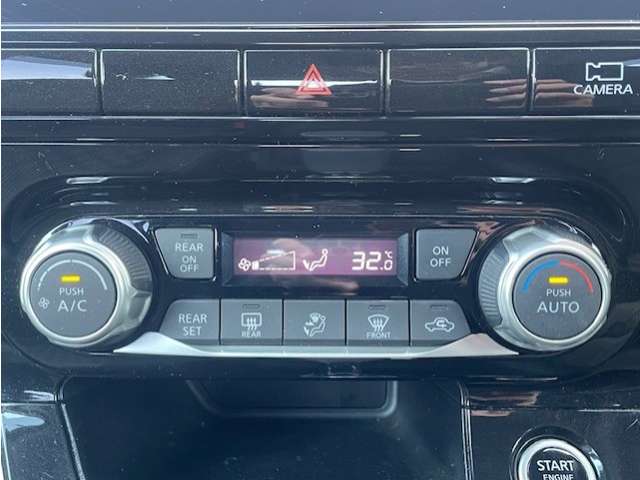 CAMERA
REAR
ON
OFF
32.0
°C
ON
OFF
PUSH
A/C
PUSH
AUTO
REAR
SET
REAR
FRONT
START
ENGINE